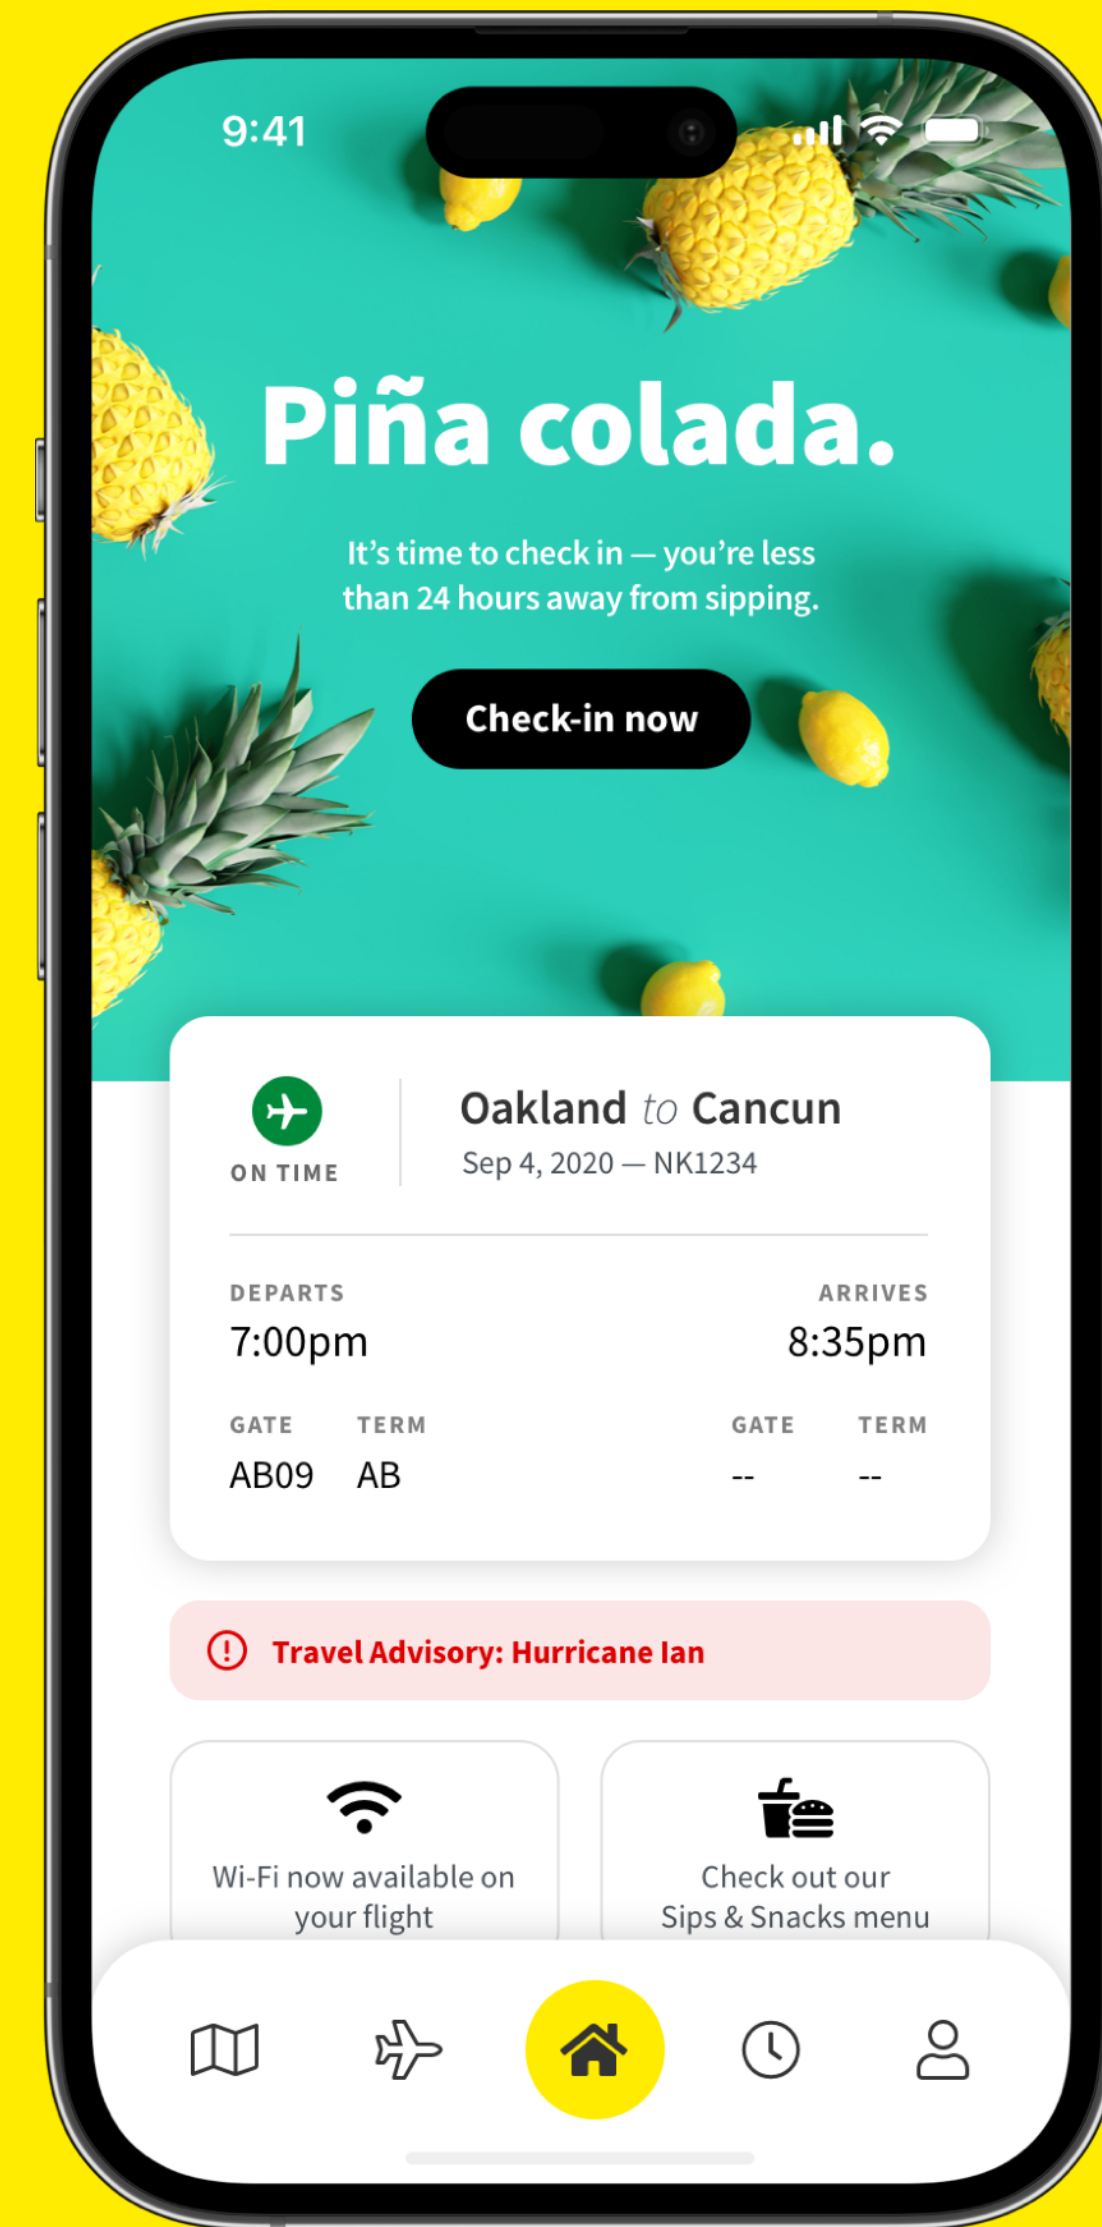 9:41
Piña colada.
It’s time to check in — you’re less
than 24 hours away from sipping.
Check-in now
ON TIME
Oakland to Cancun
Sep 4, 2020 — NK1234
DEPARTS
7:00pm
ARRIVES
8:35pm
GATE TERM
AB09 AB
GATE TERM
-- --
Travel Advisory: Hurricane Ian
Wi-Fi now available on
your flight
Check out our
Sips & Snacks menu